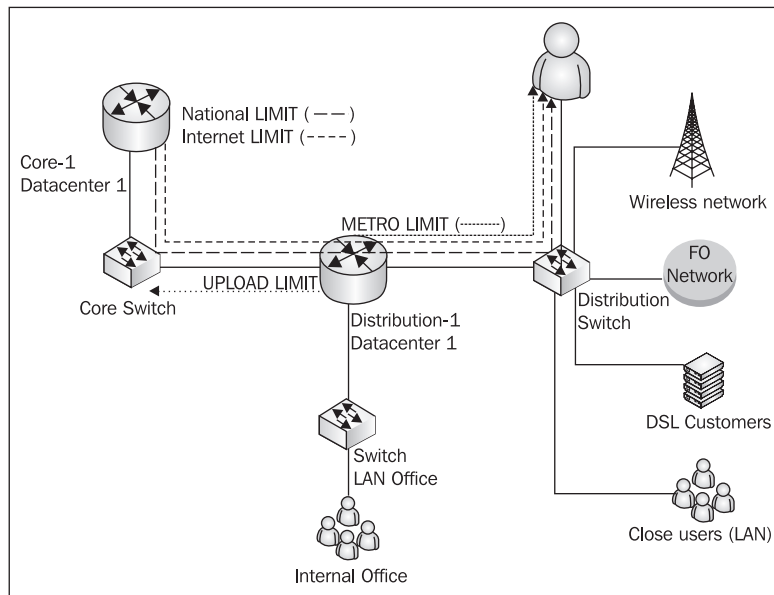 National LIMIT (— —)
Internet LIMIT (-----)
Core-1
Datacenter 1
Wireless network
METRO LIMIT (..........)
FO
Network
UPLOAD LIMIT
Core Switch
Distribution
Switch
Distribution-1
Datacenter 1
DSL Customers
Switch
LAN Office
Close users (LAN)
Internal Office